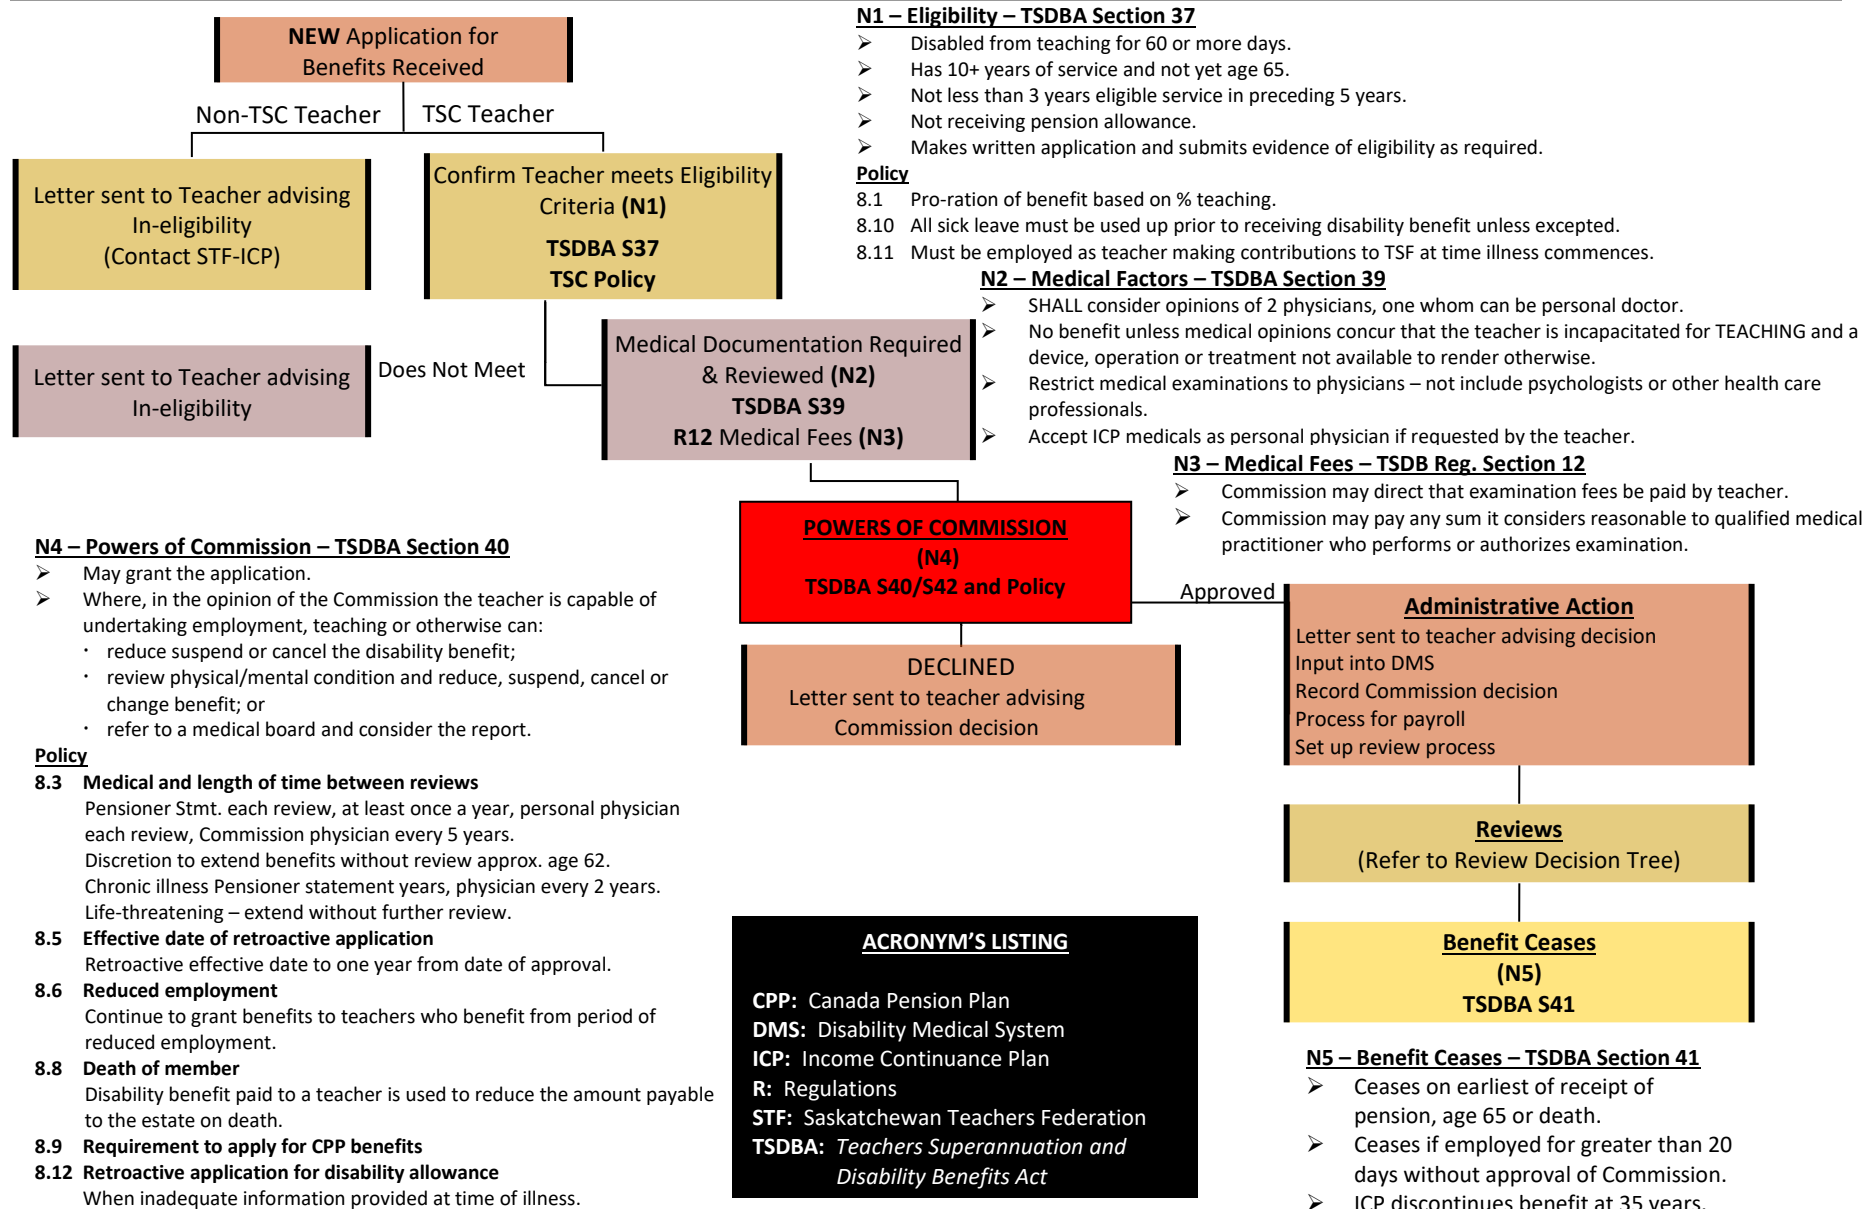 NEW Application for
Benefits Received
Non-TSC Teacher
TSC Teacher
Letter sent to Teacher advising
In-eligibility
(Contact STF-ICP)
Confirm Teacher meets Eligibility
Criteria (N1)
TSDBA S37
TSC Policy
Letter sent to Teacher advising
In-eligibility
Does Not Meet
Medical Documentation Required
& Reviewed (N2)
TSDBA S39
R12 Medical Fees (N3)
N1 – Eligibility – TSDBA Section 37
➢ Disabled from teaching for 60 or more days.
➢ Has 10+ years of service and not yet age 65.
➢ Not less than 3 years eligible service in preceding 5 years.
➢ Not receiving pension allowance.
➢ Makes written application and submits evidence of eligibility as required.
Policy
8.1 Pro-ration of benefit based on % teaching.
8.10 All sick leave must be used up prior to receiving disability benefit unless excepted.
8.11 Must be employed as teacher making contributions to TSF at time illness commences.
N2 – Medical Factors – TSDBA Section 39
➢ SHALL consider opinions of 2 physicians, one whom can be personal doctor.
➢ No benefit unless medical opinions concur that the teacher is incapacitated for TEACHING and a
device, operation or treatment not available to render otherwise.
➢ Restrict medical examinations to physicians – not include psychologists or other health care
professionals.
➢ Accept ICP medicals as personal physician if requested by the teacher.
N3 – Medical Fees – TSDB Reg. Section 12
➢ Commission may direct that examination fees be paid by teacher.
➢ Commission may pay any sum it considers reasonable to qualified medical
practitioner who performs or authorizes examination.
POWERS OF COMMISSION
(N4)
TSDBA S40/S42 and Policy
Approved
DECLINED
Letter sent to teacher advising
Commission decision
Administrative Action
Letter sent to teacher advising decision
Input into DMS
Record Commission decision
Process for payroll
Set up review process
Reviews
(Refer to Review Decision Tree)
Benefit Ceases
(N5)
TSDBA S41
N4 – Powers of Commission – TSDBA Section 40
➢ May grant the application.
➢ Where, in the opinion of the Commission the teacher is capable of
undertaking employment, teaching or otherwise can:
· reduce suspend or cancel the disability benefit;
· review physical/mental condition and reduce, suspend, cancel or
change benefit; or
· refer to a medical board and consider the report.
Policy
8.3 Medical and length of time between reviews
Pensioner Stmt. each review, at least once a year, personal physician
each review, Commission physician every 5 years.
Discretion to extend benefits without review approx. age 62.
Chronic illness Pensioner statement years, physician every 2 years.
Life-threatening – extend without further review.
8.5 Effective date of retroactive application
Retroactive effective date to one year from date of approval.
8.6 Reduced employment
Continue to grant benefits to teachers who benefit from period of
reduced employment.
8.8 Death of member
Disability benefit paid to a teacher is used to reduce the amount payable
to the estate on death.
8.9 Requirement to apply for CPP benefits
8.12 Retroactive application for disability allowance
When inadequate information provided at time of illness.
ACRONYM'S LISTING
CPP: Canada Pension Plan
DMS: Disability Medical System
ICP: Income Continuance Plan
R: Regulations
STF: Saskatchewan Teachers Federation
TSDBA: Teachers Superannuation and
Disability Benefits Act
N5 – Benefit Ceases – TSDBA Section 41
➢ Ceases on earliest of receipt of
pension, age 65 or death.
➢ Ceases if employed for greater than 20
days without approval of Commission.
➢ ICP discontinues benefit at 35 years.